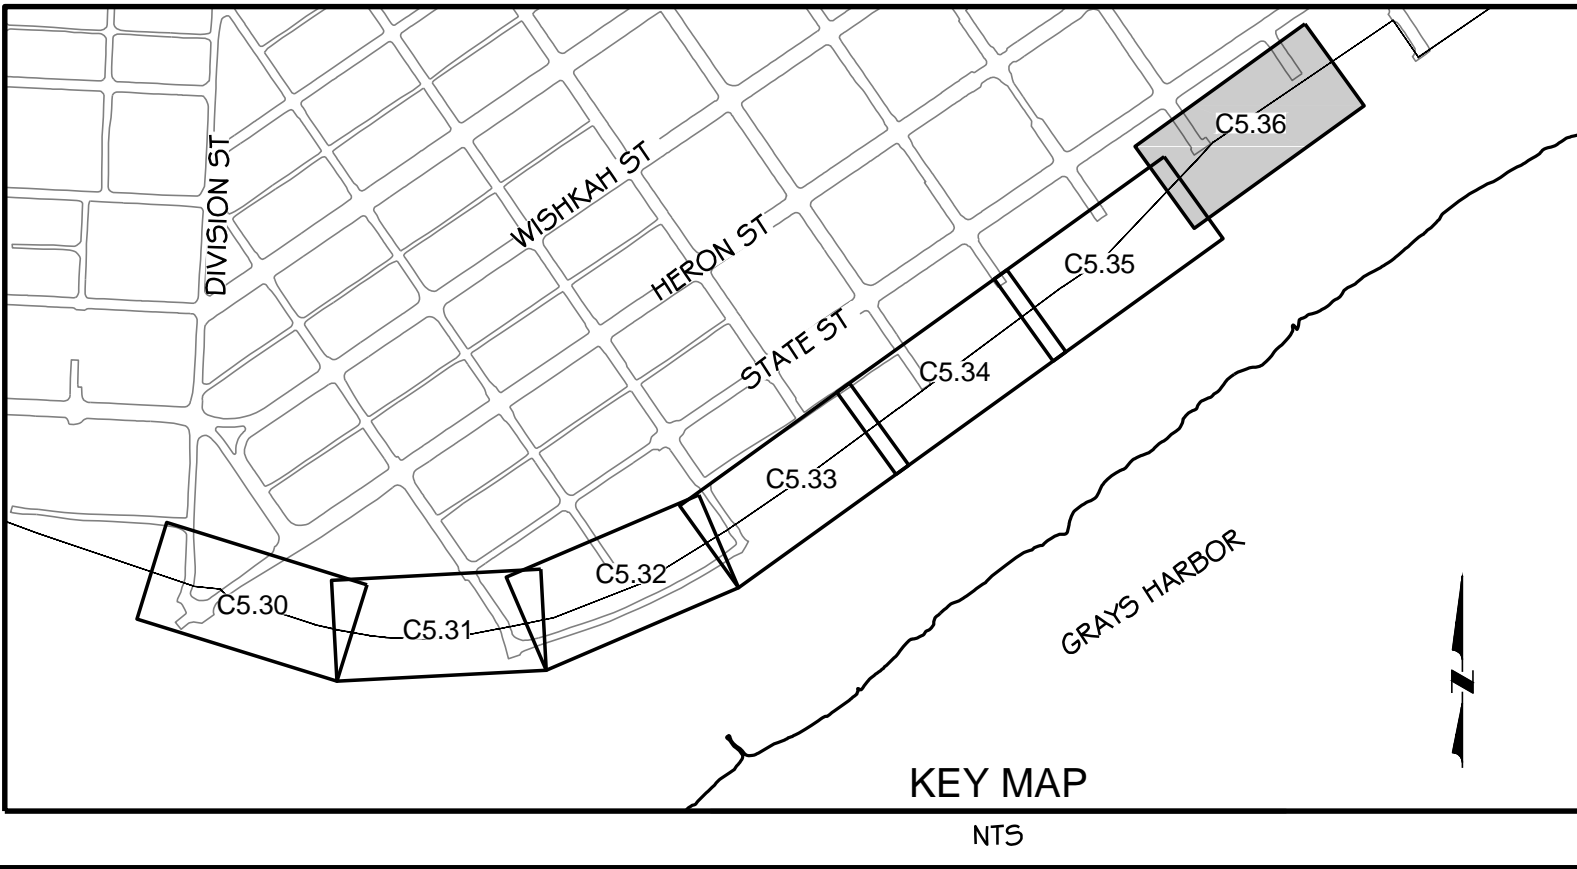 C5.36
DIVISION ST
WISHKAH ST
HERON ST
C5.35
STATE ST
C5.34
C5.33
C5.32
C5.30
C5.31
GRAYS HARBOR
N
KEY MAP
NTS